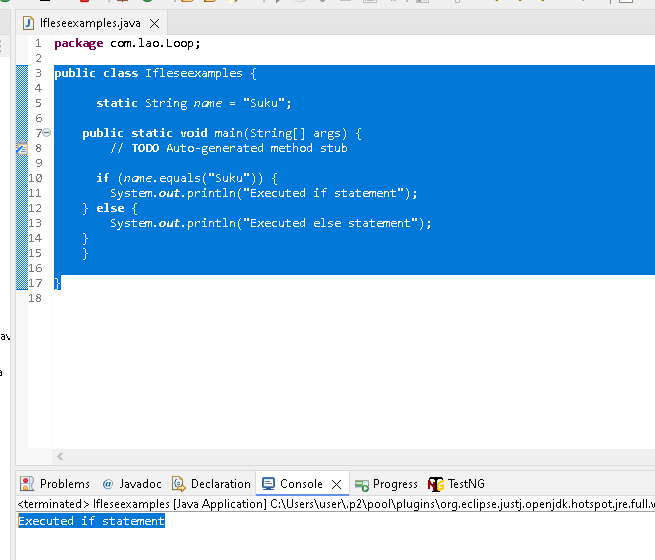 Ifleseexamples.java
1 package com.lao.Loop;
2
3 public class Ifleseexamples {
4
5 static String name = "Suku";
6
7 public static void main(String[] args) {
8 // TODO Auto-generated method stub
9
10 if (name.equals("Suku")) {
11 System.out.println("Executed if statement");
12 } else {
13 System.out.println("Executed else statement");
14 }
15 }
16
17 }
18
Problems @ Javadoc Declaration Console Progress TestNG
<terminated> Ifleseexamples [Java Application] C:\Users\user\.p2\pool\plugins\org.eclipse.justj.openjdk.hotspot.jre.full.v
Executed if statement